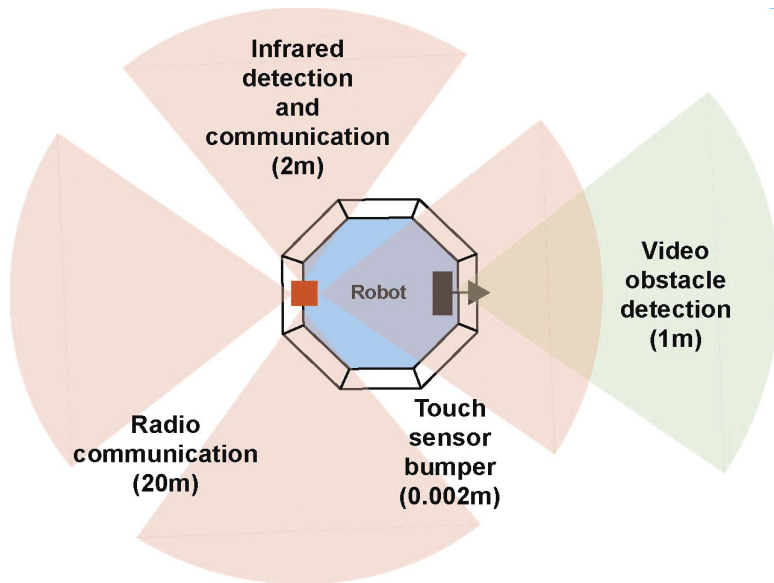 Infrared
detection
and
communication
(2m)
Robot
Video
obstacle
detection
(1m)
Radio
communication
(20m)
Touch
sensor
bumper
(0.002m)